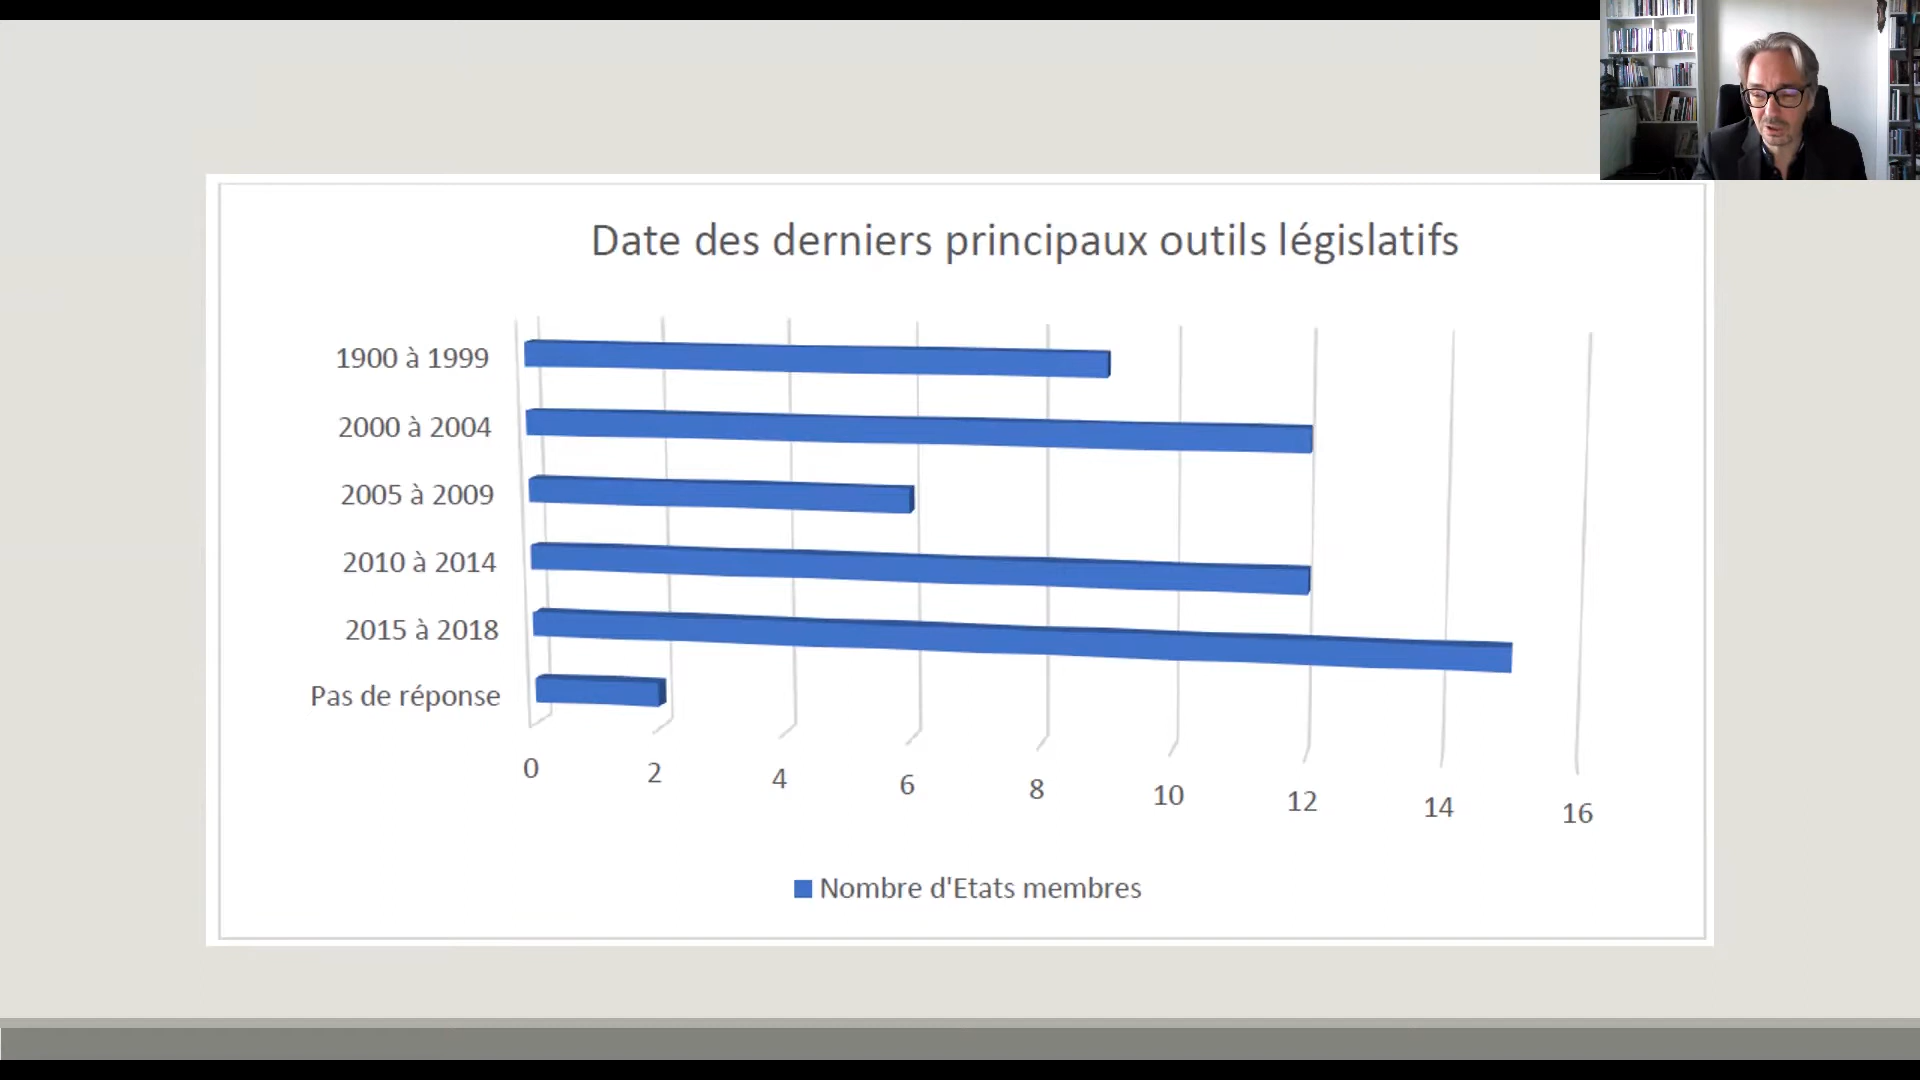 Date des derniers principaux outils législatifs
1900 à 1999
2000 à 2004
2005 à 2009
2010 à 2014
2015 à 2018
Pas de réponse
0 2 4 6 8 10 12 14 16
Nombre d'Etats membres